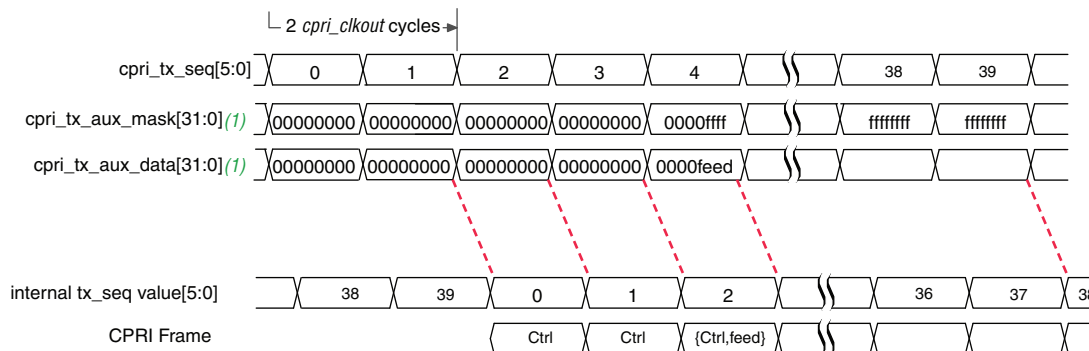 2 cpri_clkout cycles
cpri_tx_seq[5:0] 0 1 2 3 4 38 39
cpri_tx_aux_mask[31:0](1) 00000000 00000000 00000000 00000000 0000ffff ffffffff ffffffff
cpri_tx_aux_data[31:0](1) 00000000 00000000 00000000 00000000 0000feed
internal tx_seq value[5:0] 38 39 0 1 2 36 37 38
CPRI Frame Ctrl Ctrl {Ctrl,feed}